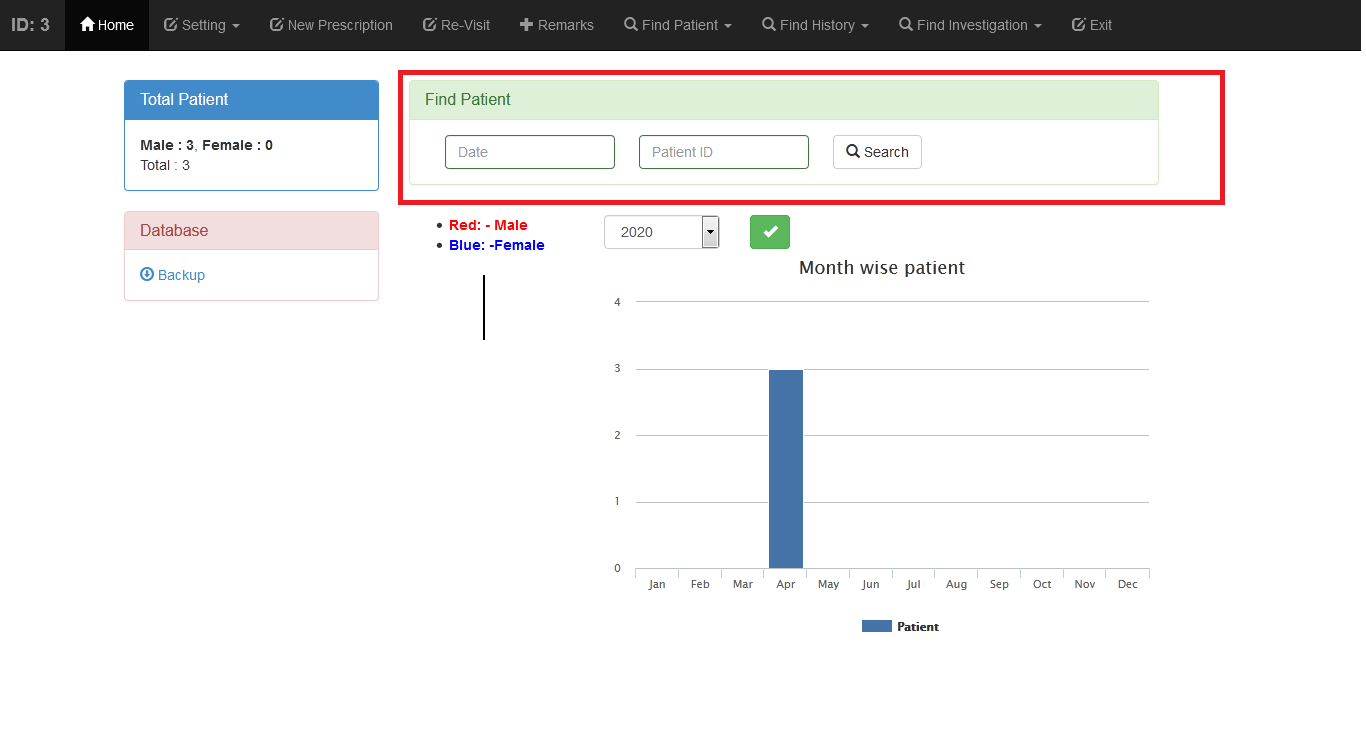 ID: 3 Home Setting New Prescription Re-Visit Remarks Find Patient Find History Find Investigation Exit
Total Patient
Male : 3, Female : 0
Total : 3
Database
Backup
Find Patient
Date Patient ID Search
Red: - Male
Blue: -Female
2020
Month wise patient
4
3
2
1
0
Jan Feb Mar Apr May Jun Jul Aug Sep Oct Nov Dec
Patient